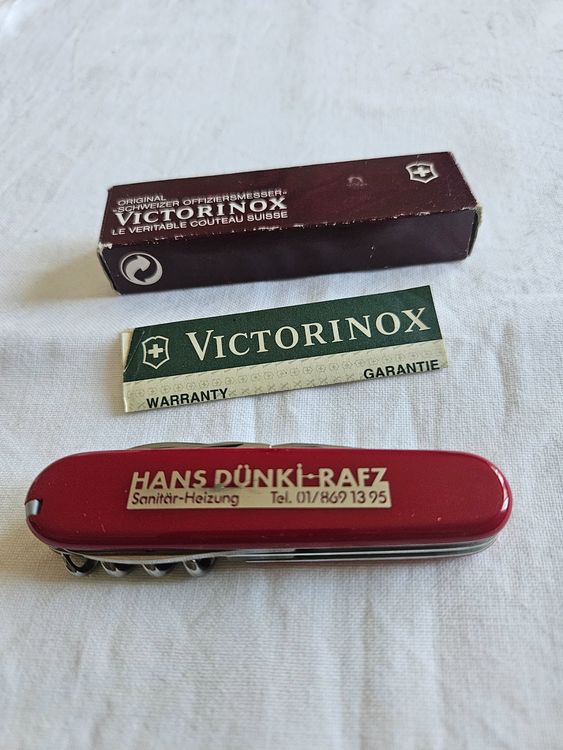 ORIGINAL
"SCHWEIZER OFFIZIERSMESSER"
VICTORINOX
LE VERITABLE COUTEAU SUISSE
VICTORINOX
WARRANTY GARANTIE
HANS DÜNKI-RAFZ
Sanitär-Heizung Tel. 01/869 13 95